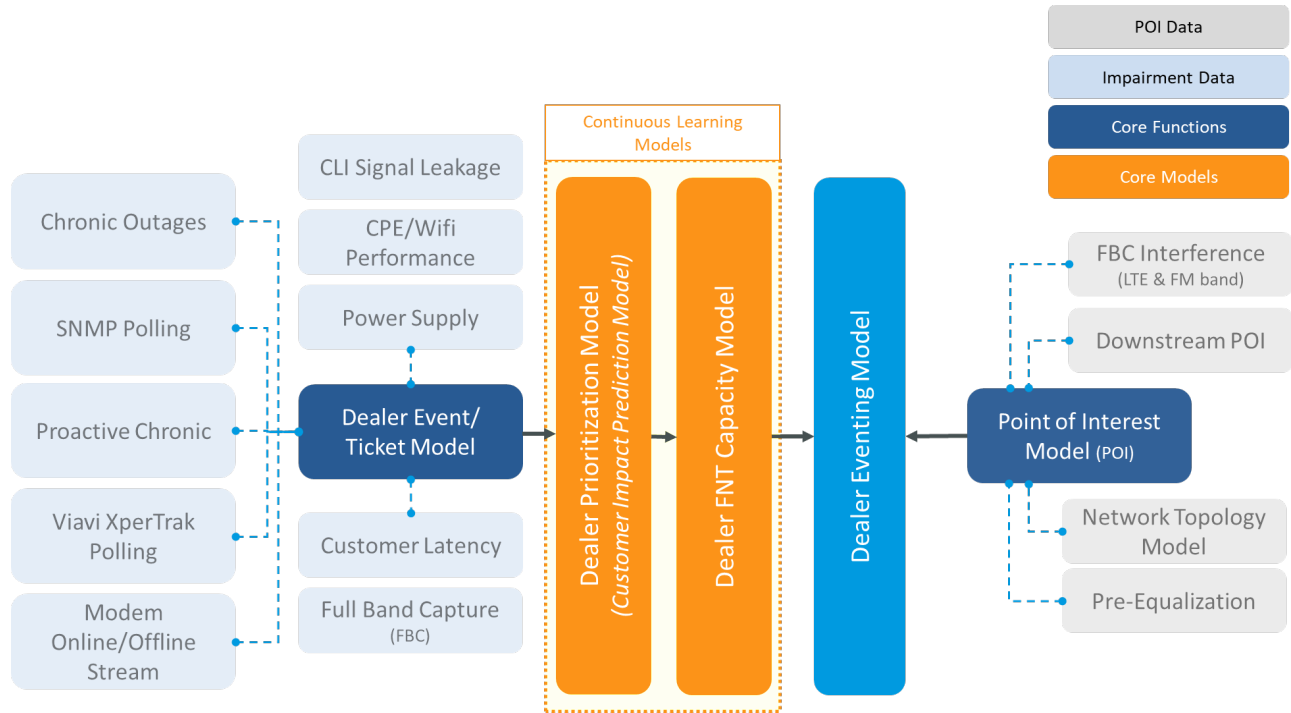 POI Data
Impairment Data
Core Functions
Core Models
Continuous Learning
Models
Chronic Outages
SNMP Polling
Proactive Chronic
Viavi XperTrak
Polling
Modem
Online/Offline
Stream
CLI Signal Leakage
CPE/Wifi
Performance
Power Supply
Dealer Event/
Ticket Model
Customer Latency
Full Band Capture
(FBC)
Dealer Prioritization Model
(Customer Impact Prediction Model)
Dealer FNT Capacity Model
Dealer Eventing Model
FBC Interference
(LTE & FM band)
Downstream POI
Point of Interest
Model (POI)
Network Topology
Model
Pre-Equalization